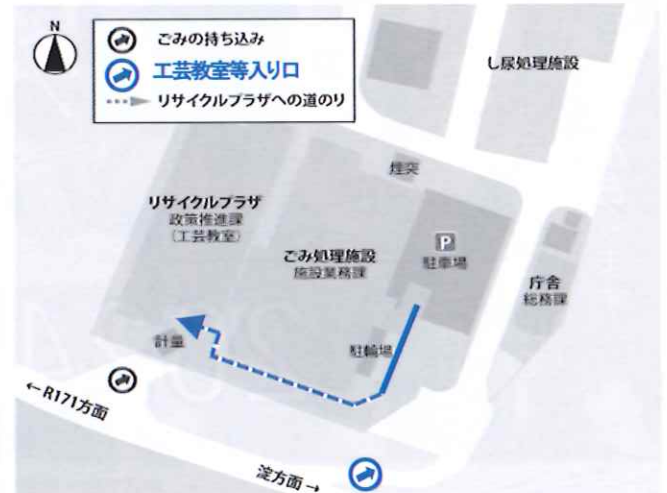 N
ごみの持ち込み
工芸教室等入り口
リサイクルプラザへの道のり
し尿処理施設
煙突
リサイクルプラザ
政策推進課
(工芸教室)
ごみ処理施設
施設業務課
P
駐車場
庁舎
総務課
計量
駐輪場
← R171方面
淀方面 →